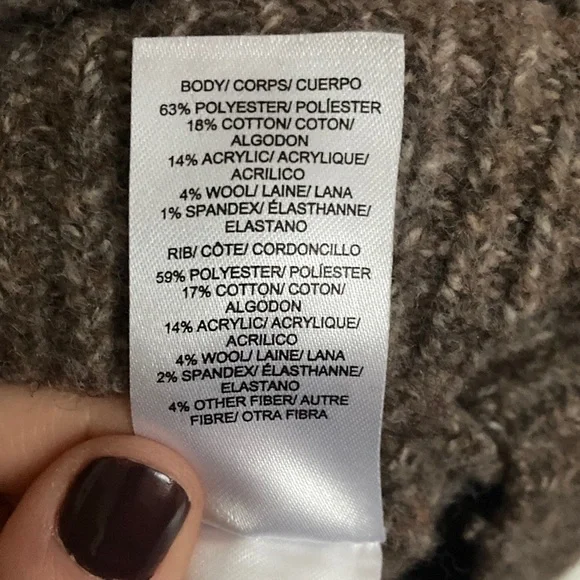 BODY/ CORPS/ CUERPO
63% POLYESTER/ POLÍESTER
18% COTTON/ COTON/
ALGODON
14% ACRYLIC/ ACRYLIQUE/
ACRILICO
4% WOOL/ LAINE/ LANA
1% SPANDEX/ ÉLASTHANNE/
ELASTANO
RIB/ CÔTE/ CORDONCILLO
59% POLYESTER/ POLÍESTER
17% COTTON/ COTON/
ALGODON
14% ACRYLIC/ ACRYLIQUE/
ACRILICO
4% WOOL/ LAINE/ LANA
2% SPANDEX/ ÉLASTHANNE/
ELASTANO
4% OTHER FIBER/ AUTRE
FIBRE/ OTRA FIBRA